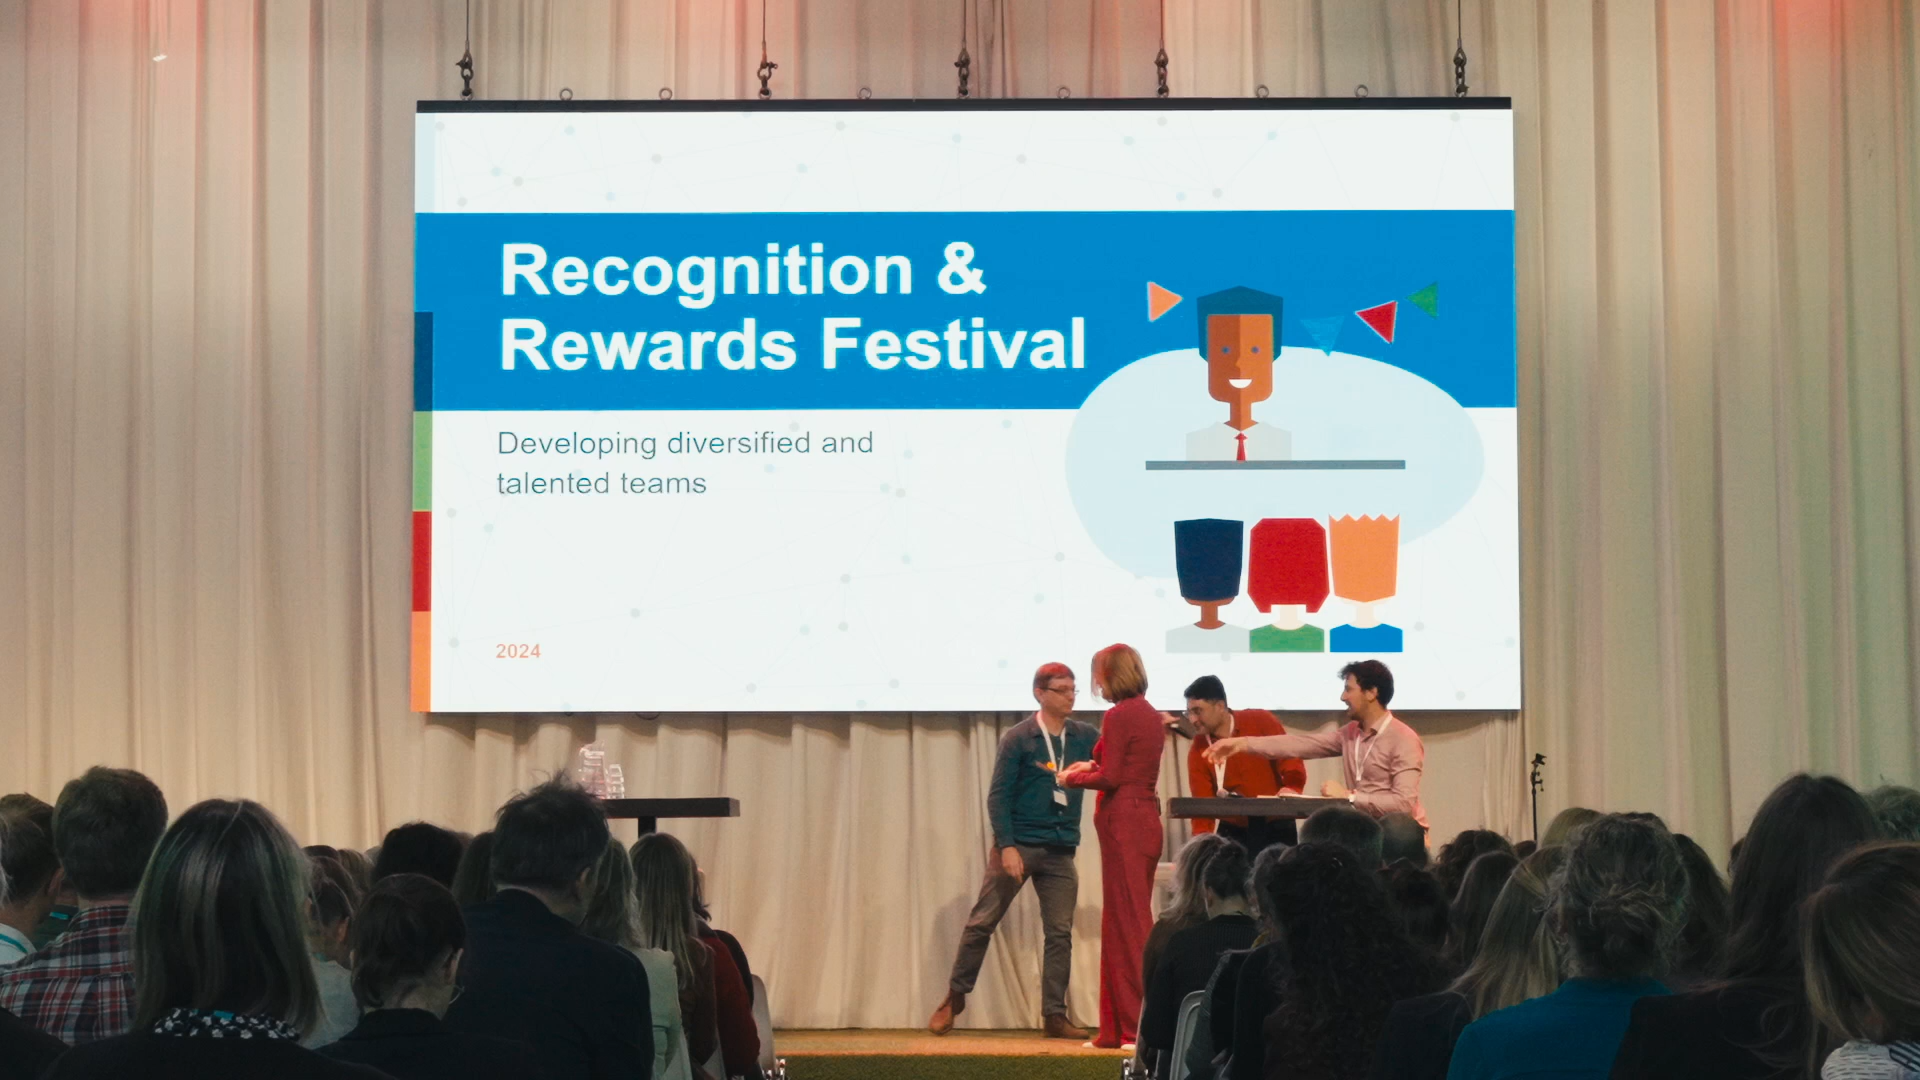 Recognition &
Rewards Festival
Developing diversified and
talented teams
2024